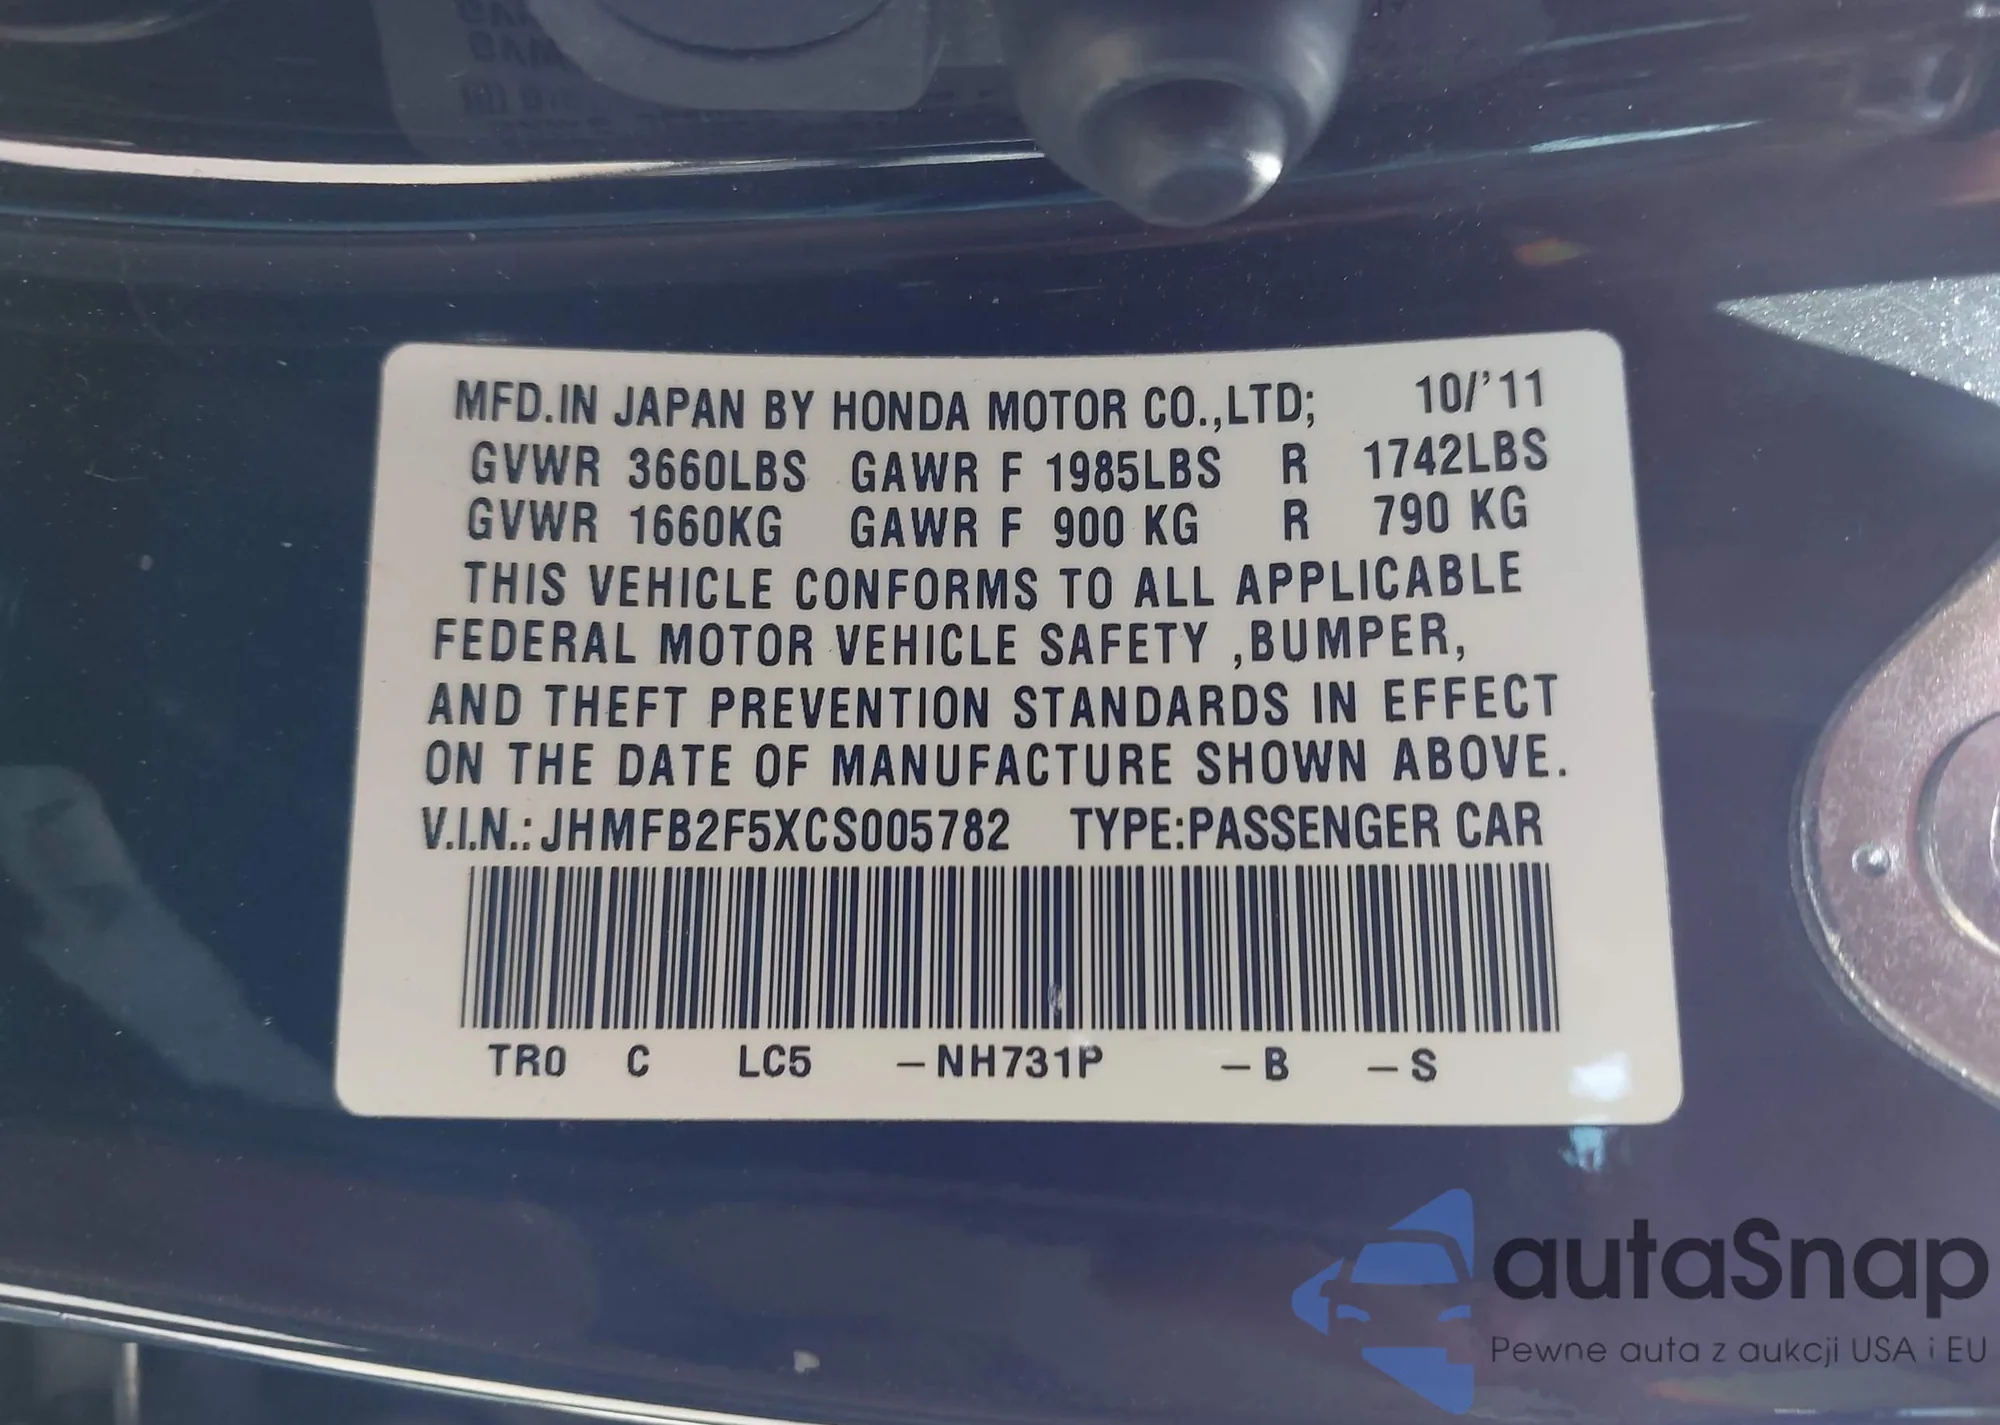 MFD.IN JAPAN BY HONDA MOTOR CO.,LTD; 10/'11
GVWR 3660LBS GAWR F 1985LBS R 1742LBS
GVWR 1660KG GAWR F 900 KG R 790 KG
THIS VEHICLE CONFORMS TO ALL APPLICABLE
FEDERAL MOTOR VEHICLE SAFETY ,BUMPER,
AND THEFT PREVENTION STANDARDS IN EFFECT
ON THE DATE OF MANUFACTURE SHOWN ABOVE.
V.I.N.: JHMFB2F5XCS005782 TYPE:PASSENGER CAR
TR0 C LC5 –NH731P –B –S
autaSnap
Pewne auta z aukcji USA i EU